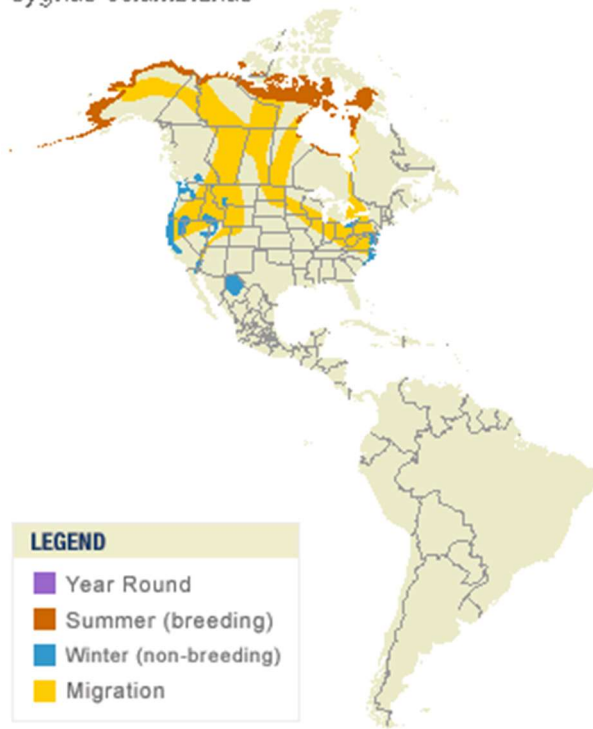 LEGEND
Year Round
Summer (breeding)
Winter (non-breeding)
Migration